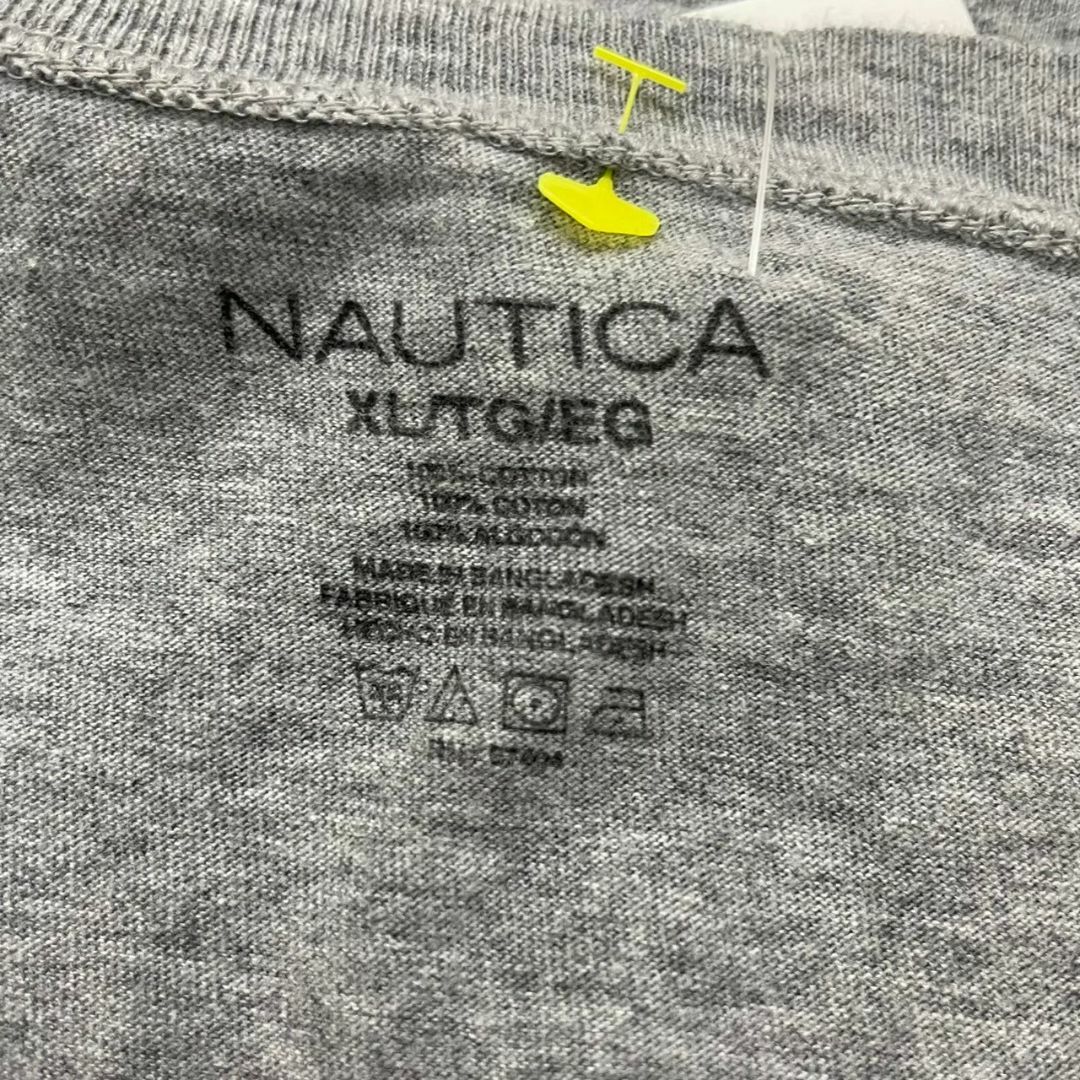 NAUTICA
XL/TG/EG
100% COTTON
100% COTON
100% ALGODON
MADE IN BANGLADESH
FABRIQUE EN BANGLADESH
HECHO EN BANGLADESH